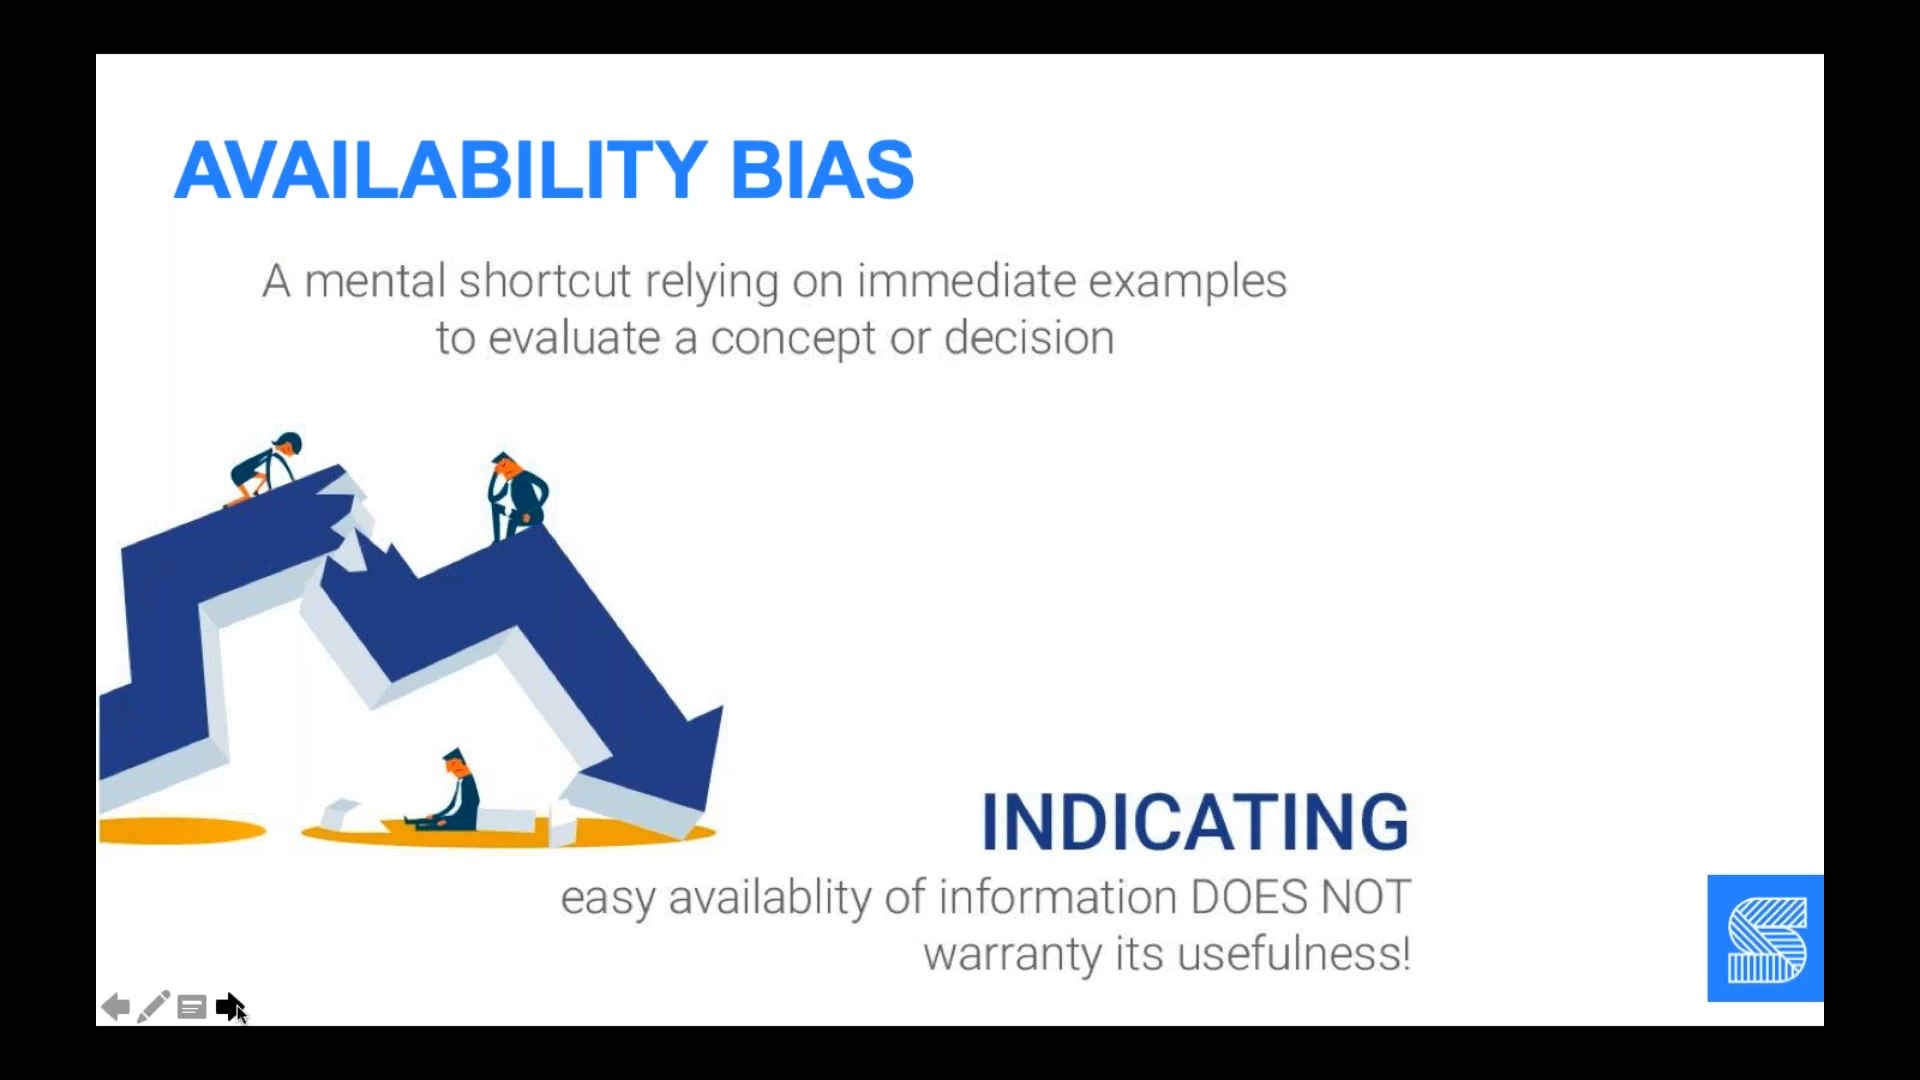 AVAILABILITY BIAS
A mental shortcut relying on immediate examples
to evaluate a concept or decision
INDICATING
easy availablity of information DOES NOT
warranty its usefulness!